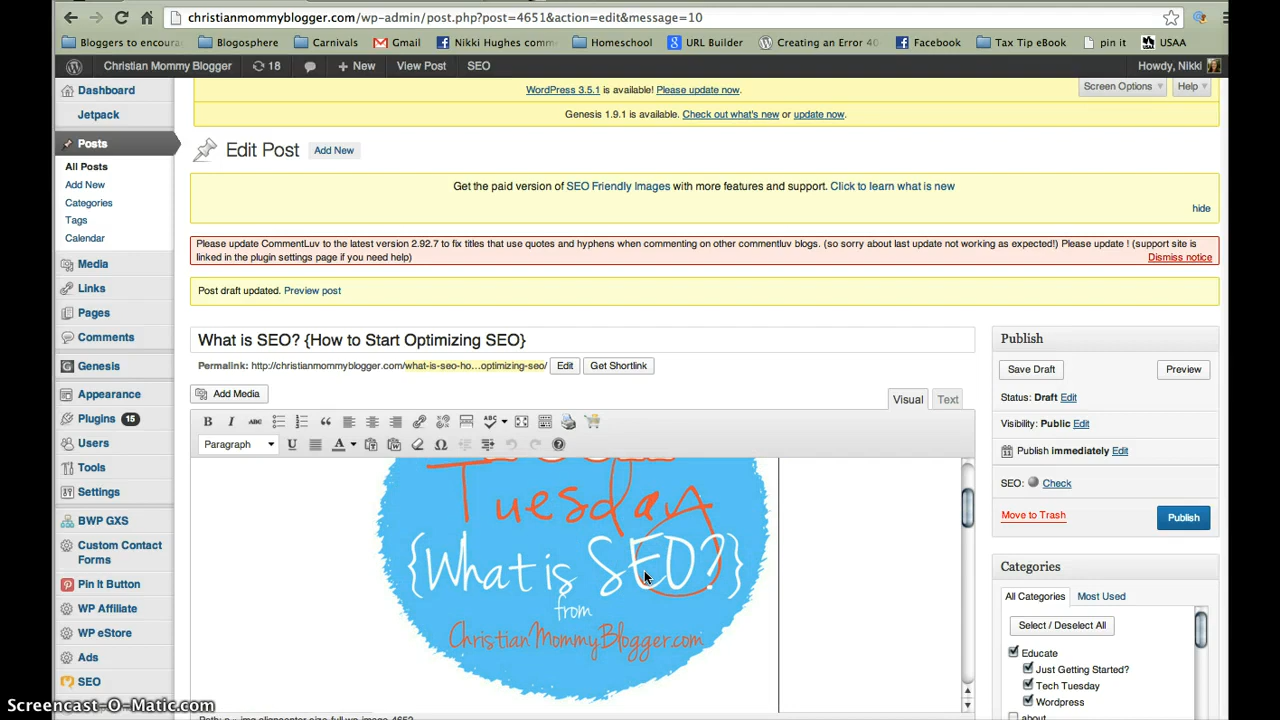 christianmommyblogger.com/wp-admin/post.php?post=4651&action=edit&message=10
Bloggers to encoura Blogosphere Carnivals Gmail Nikki Hughes comm Homeschool URL Builder Creating an Error 40 Facebook Tax Tip eBook pin it USAA
Christian Mommy Blogger 18 + New View Post SEO Howdy, Nikki
Dashboard
Jetpack
Posts
All Posts
Add New
Categories
Tags
Calendar
Media
Links
Pages
Comments
Genesis
Appearance
Plugins 15
Users
Tools
Settings
BWP GXS
Custom Contact
Forms
Pin It Button
WP Affiliate
WP eStore
Ads
SEO
WordPress 3.5.1 is available! Please update now.
Screen Options Help
Genesis 1.9.1 is available. Check out what's new or update now.
Edit Post Add New
Get the paid version of SEO Friendly Images with more features and support. Click to learn what is new
hide
Please update CommentLuv to the latest version 2.92.7 to fix titles that use quotes and hyphens when commenting on other commentluv blogs. (so sorry about last update not working as expected!) Please update ! (support site is
linked in the plugin settings page if you need help) Dismiss notice
Post draft updated. Preview post
What is SEO? {How to Start Optimizing SEO}
Permalink: http://christianmommyblogger.com/what-is-seo-ho...optimizing-seo/ Edit Get Shortlink
Add Media
Visual Text
B I ABC ABC
Paragraph U A Ω
Tuesday
{What is SEO?}
from
ChristianMommyBlogger.com
Publish
Save Draft Preview
Status: Draft Edit
Visibility: Public Edit
Publish immediately Edit
SEO: Check
Move to Trash Publish
Categories
All Categories Most Used
Select / Deselect All
Educate
Just Getting Started?
Tech Tuesday
Wordpress
about
Screencast-O-Matic.com